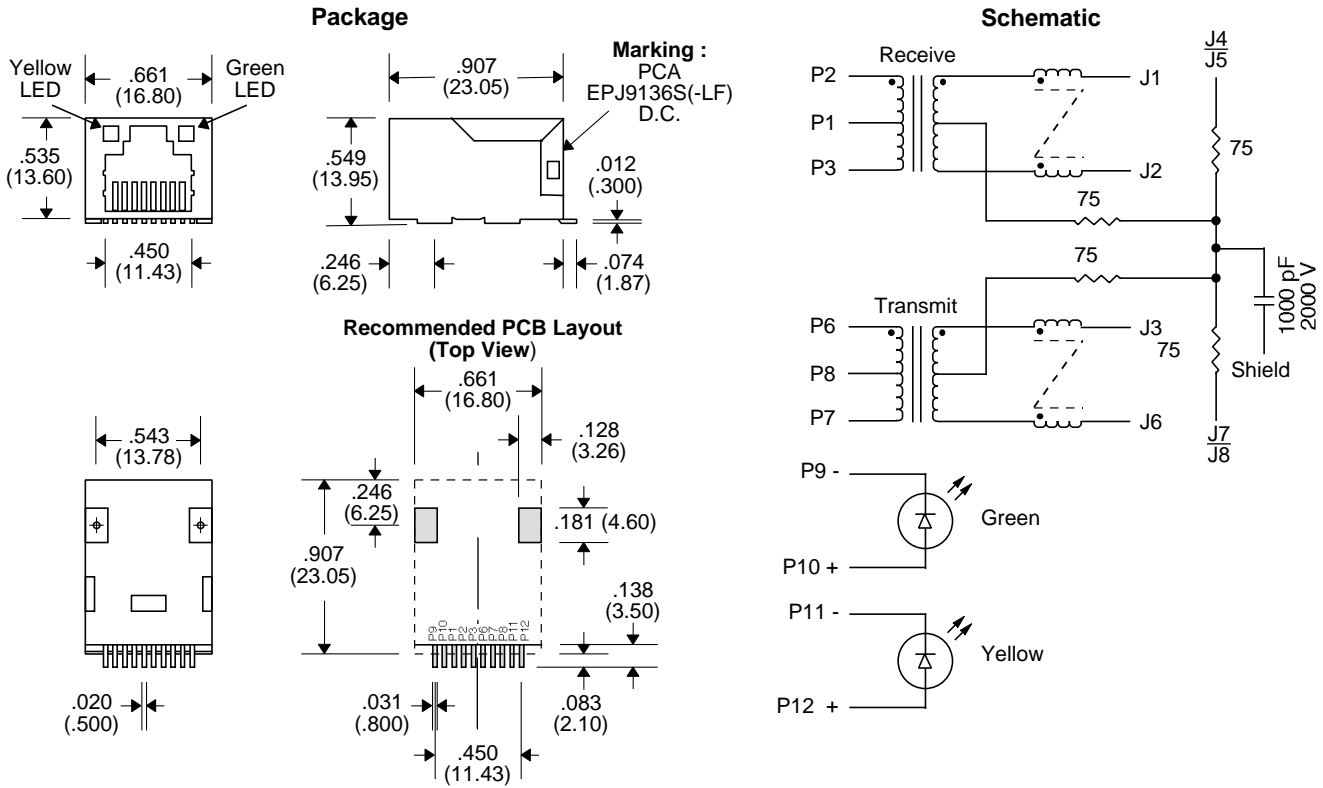 Package
Schematic
Yellow
LED
.661
(16.80)
Green
LED
.535
(13.60)
.450
(11.43)
.907
(23.05)
Marking :
PCA
EPJ9136S(-LF)
D.C.
.549
(13.95)
.012
(.300)
.246
(6.25)
.074
(1.87)
Receive
P2
P1
P3
J1
J2
J4
J5
75
75
75
1000 pF
2000 V
Shield
Transmit
P6
P8
P7
J3
75
J6
J7
J8
Recommended PCB Layout
(Top View)
.661
(16.80)
.128
(3.26)
.543
(13.78)
.246
(6.25)
.181 (4.60)
.907
(23.05)
.138
(3.50)
P9
P10
P1
P2
P3
P6
P7
P8
P11
P12
.020
(.500)
.031
(.800)
.083
(2.10)
.450
(11.43)
P9 -
Green
P10 +
P11 -
Yellow
P12 +